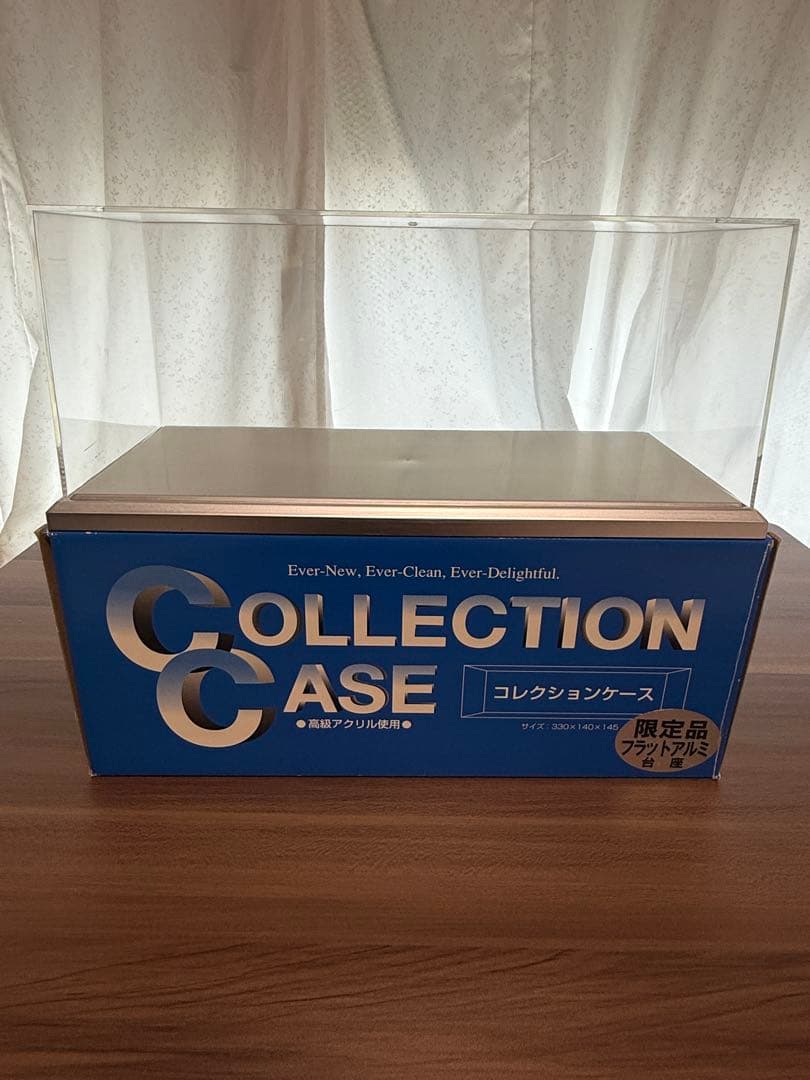 Ever-New, Ever-Clean, Ever-Delightful.
COLLECTION
CASE
コレクションケース
●高級アクリル使用●
サイズ：330×140×145
限定品
フラットアルミ
台 座